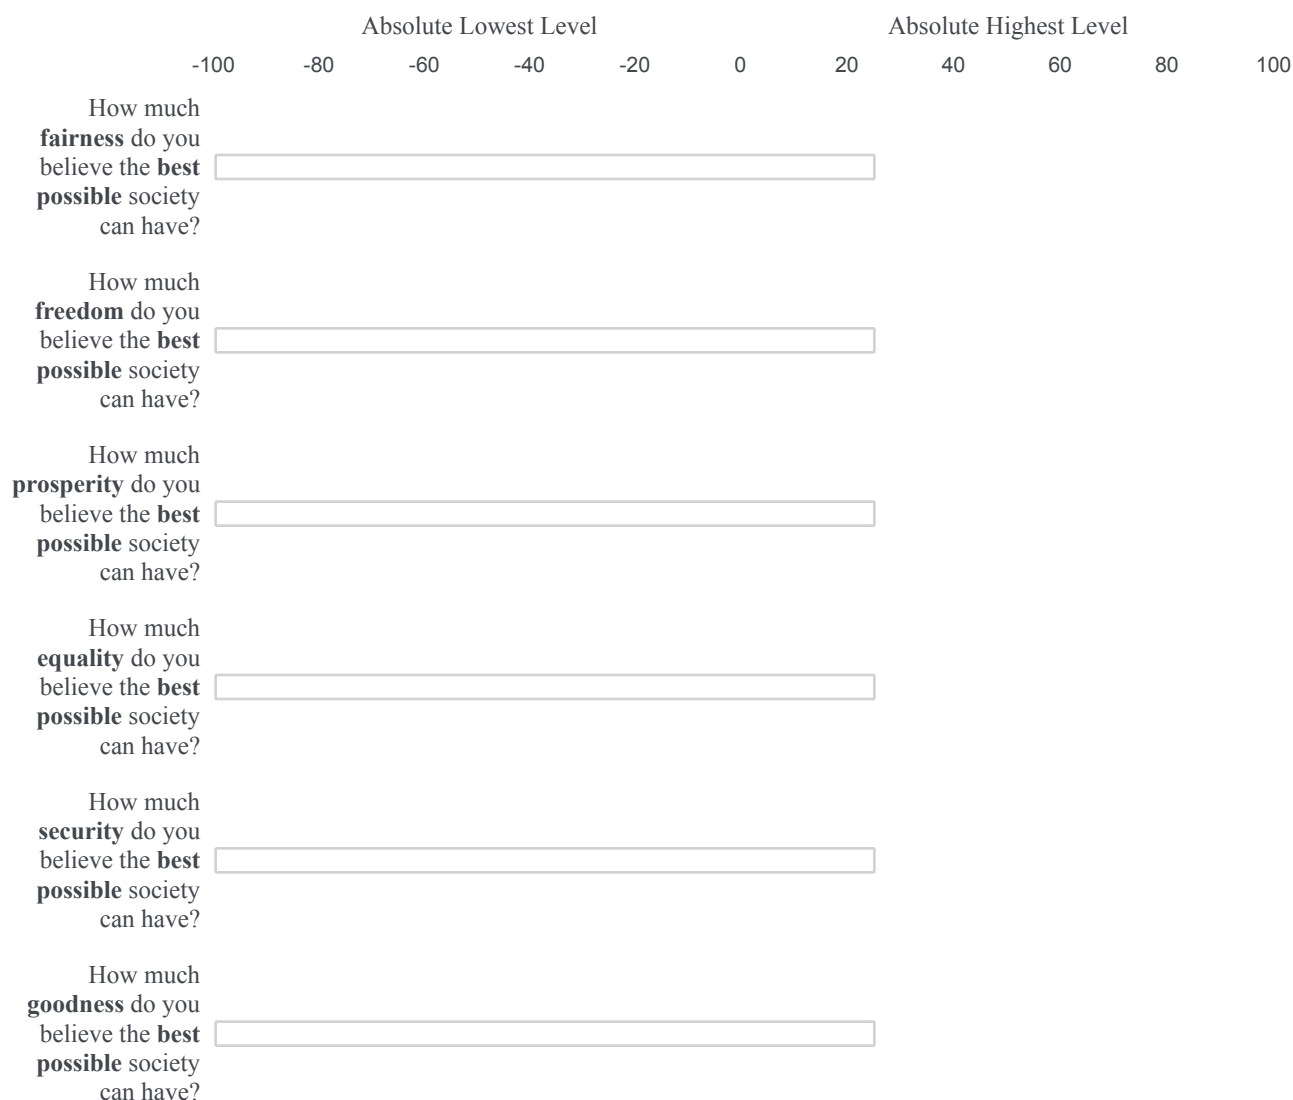 Absolute Lowest Level Absolute Highest Level
-100 -80 -60 -40 -20 0 20 40 60 80 100
How much
fairness do you
believe the best
possible society
can have?
How much
freedom do you
believe the best
possible society
can have?
How much
prosperity do you
believe the best
possible society
can have?
How much
equality do you
believe the best
possible society
can have?
How much
security do you
believe the best
possible society
can have?
How much
goodness do you
believe the best
possible society
can have?